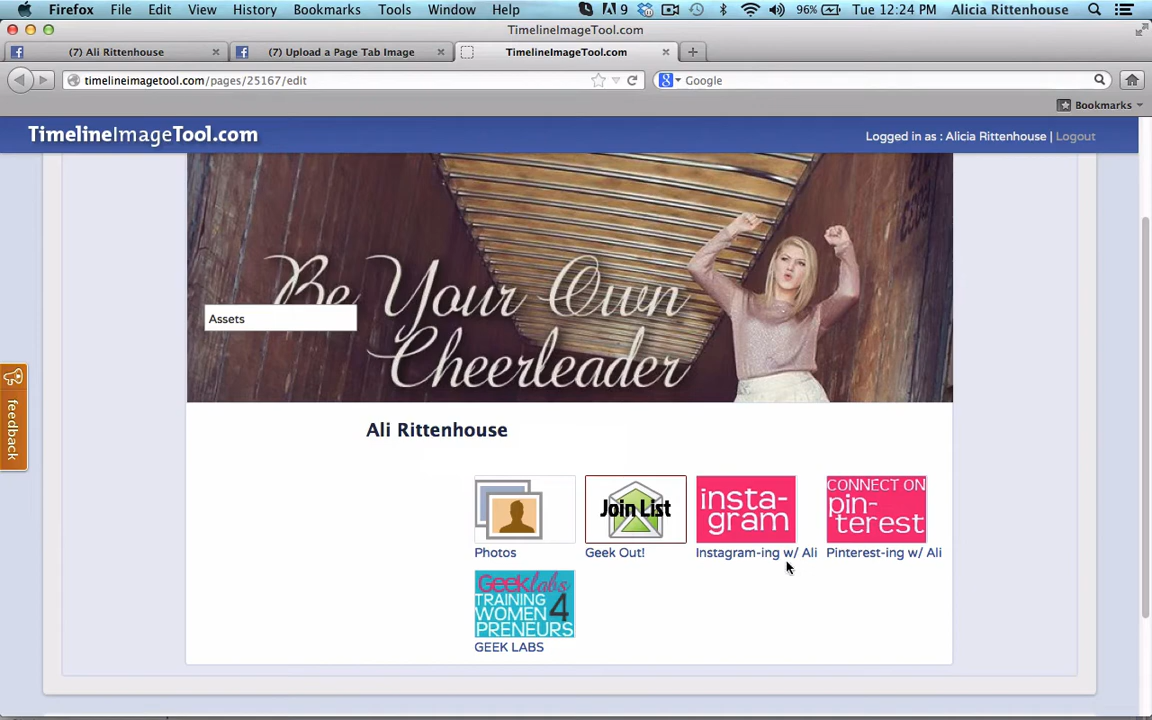 Firefox File Edit View History Bookmarks Tools Window Help 9 96% Tue 12:24 PM Alicia Rittenhouse
TimelineImageTool.com
(7) Ali Rittenhouse (7) Upload a Page Tab Image TimelineImageTool.com
timelineimagetool.com/pages/25167/edit Google
Bookmarks
TimelineImageTool.com Logged in as : Alicia Rittenhouse | Logout
Be Your Own
Cheerleader
Assets
feedback
Ali Rittenhouse
Join List
insta-
gram
CONNECT ON
pin-
terest
Photos Geek Out! Instagram-ing w/ Ali Pinterest-ing w/ Ali
Geeklabs
TRAINING
WOMEN 4
PRENEURS
GEEK LABS